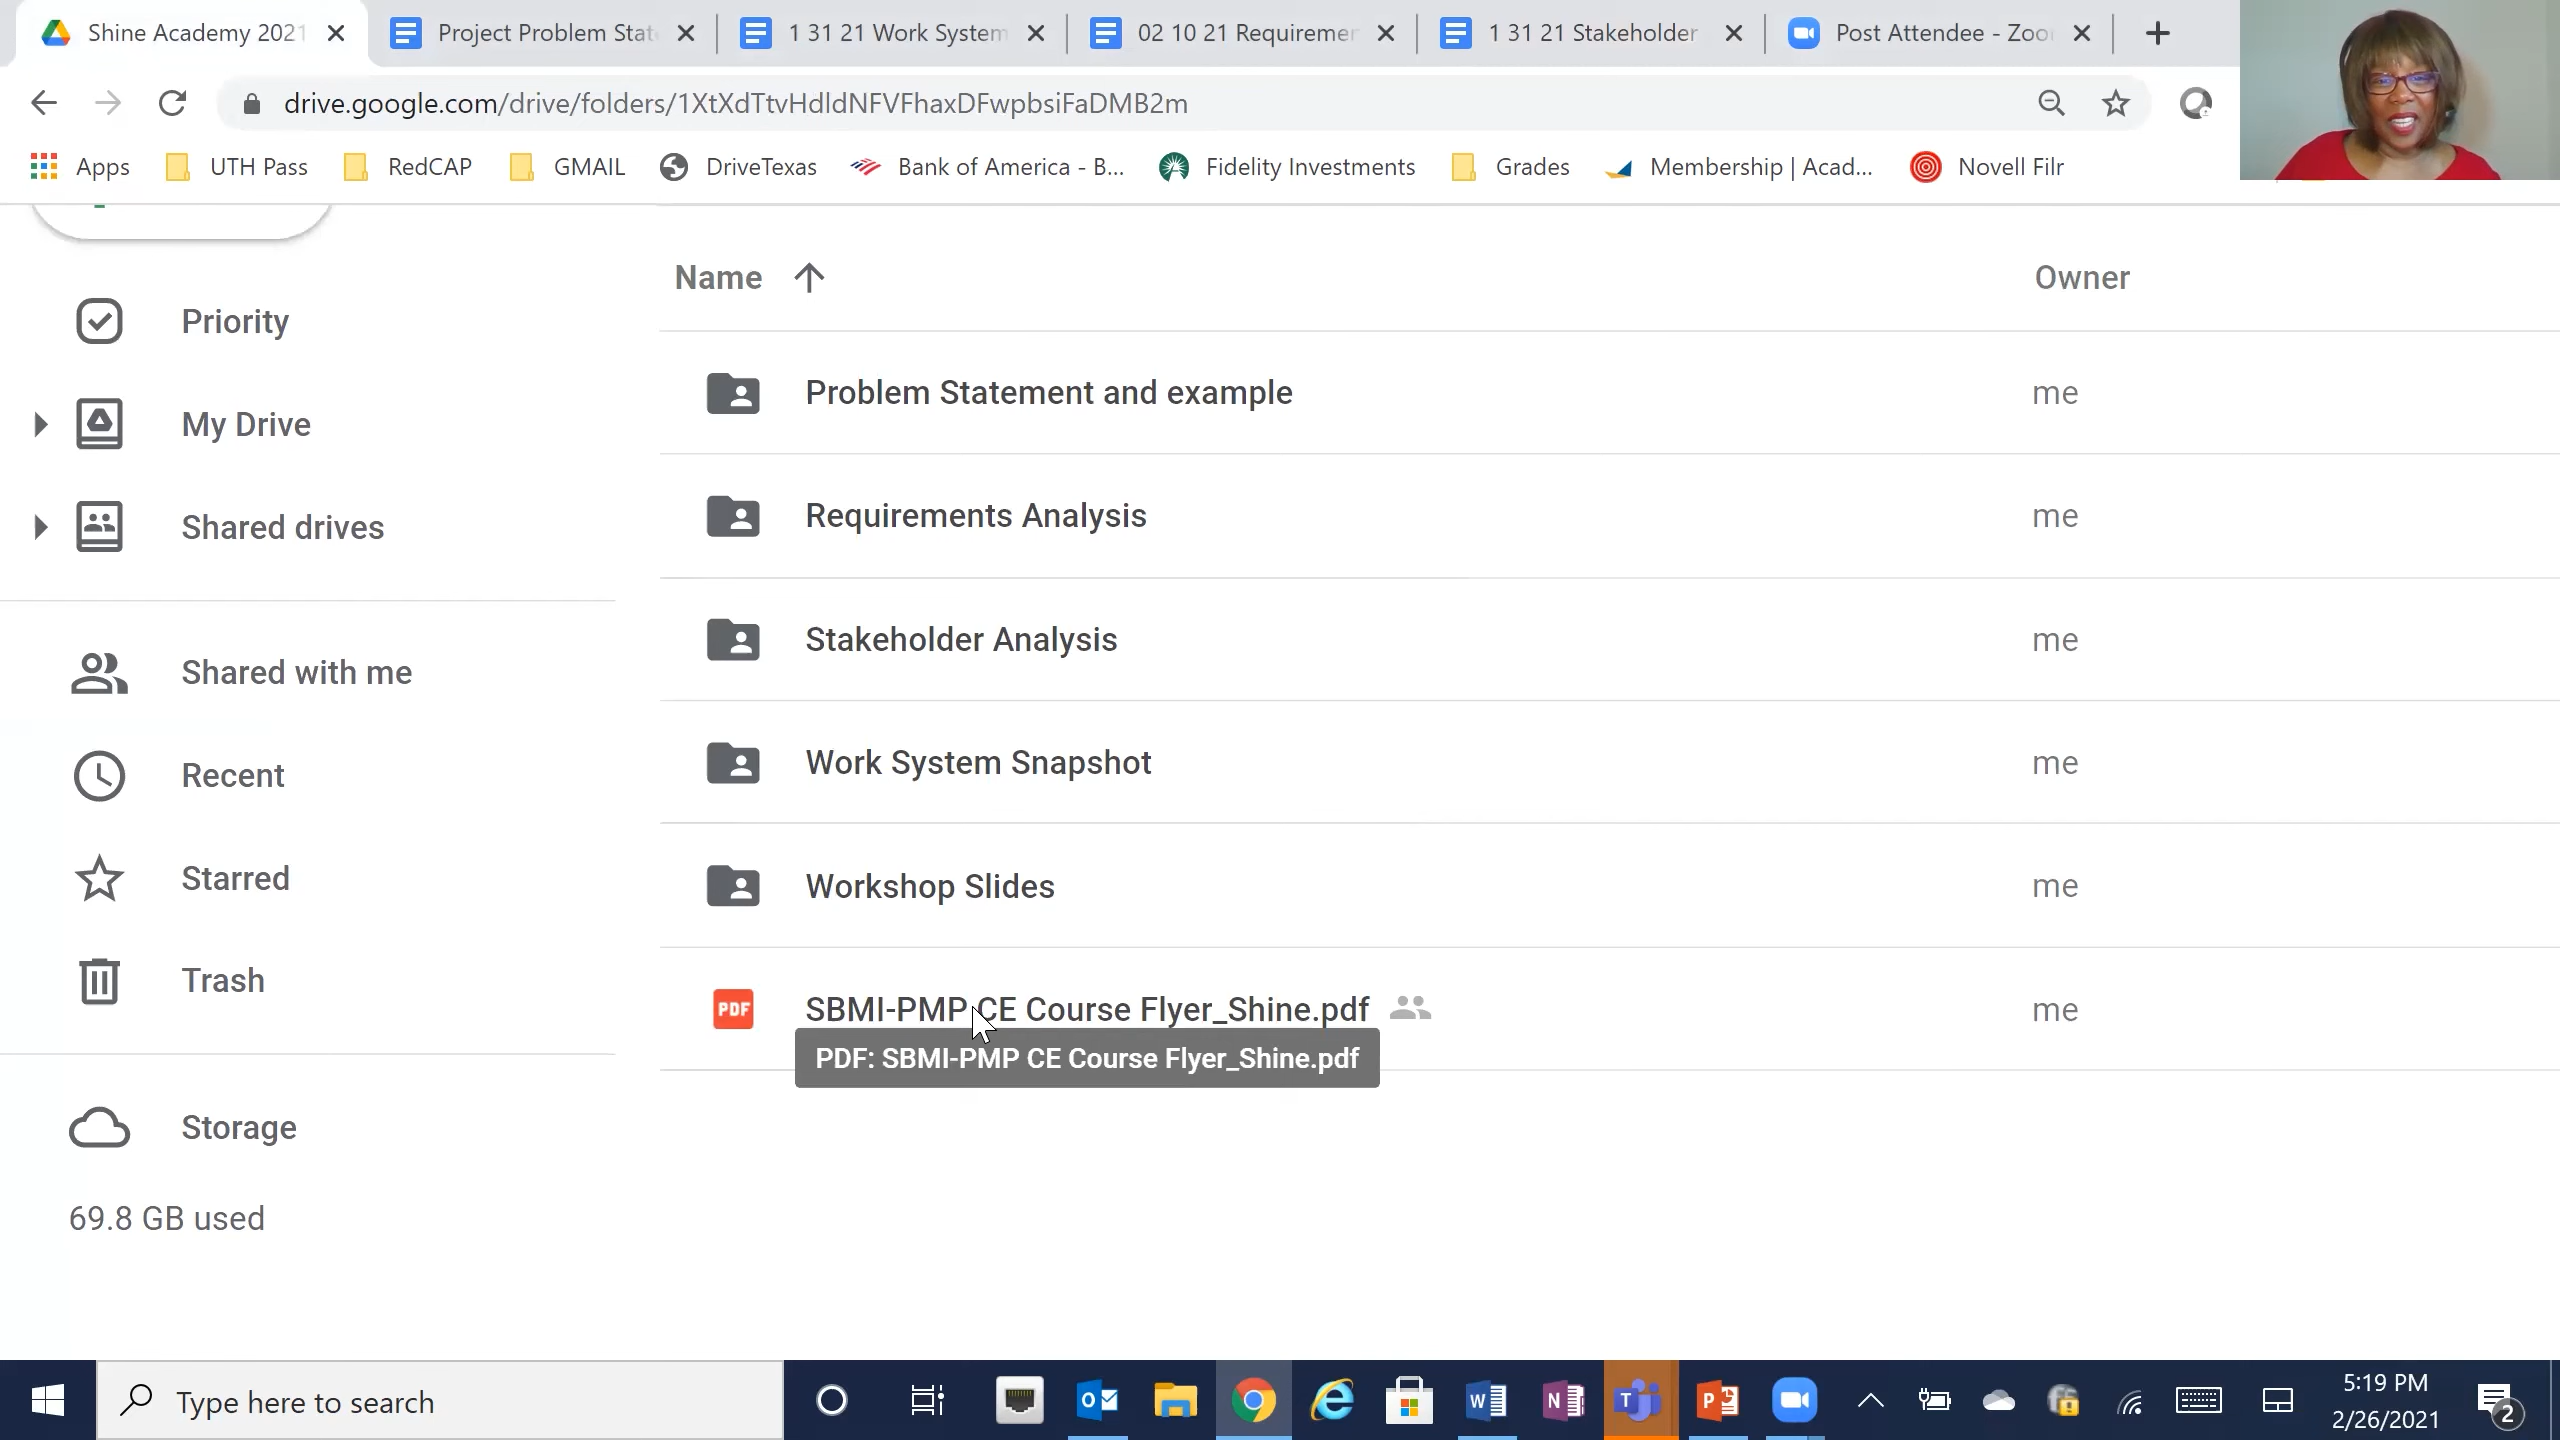 Shine Academy 2021
Project Problem State
1 31 21 Work System
02 10 21 Requiremen
1 31 21 Stakeholder
Post Attendee - Zoo
drive.google.com/drive/folders/1XtXdTtvHdldNFVFhaxDFwpbsiFaDMB2m
Apps
UTH Pass
RedCAP
GMAIL
DriveTexas
Bank of America - B...
Fidelity Investments
Grades
Membership | Acad...
Novell Filr
Name
Owner
Priority
My Drive
Shared drives
Shared with me
Recent
Starred
Trash
Storage
69.8 GB used
Problem Statement and example
me
Requirements Analysis
me
Stakeholder Analysis
me
Work System Snapshot
me
Workshop Slides
me
PDF
SBMI-PMP CE Course Flyer_Shine.pdf
me
PDF: SBMI-PMP CE Course Flyer_Shine.pdf
Type here to search
5:19 PM
2/26/2021
2